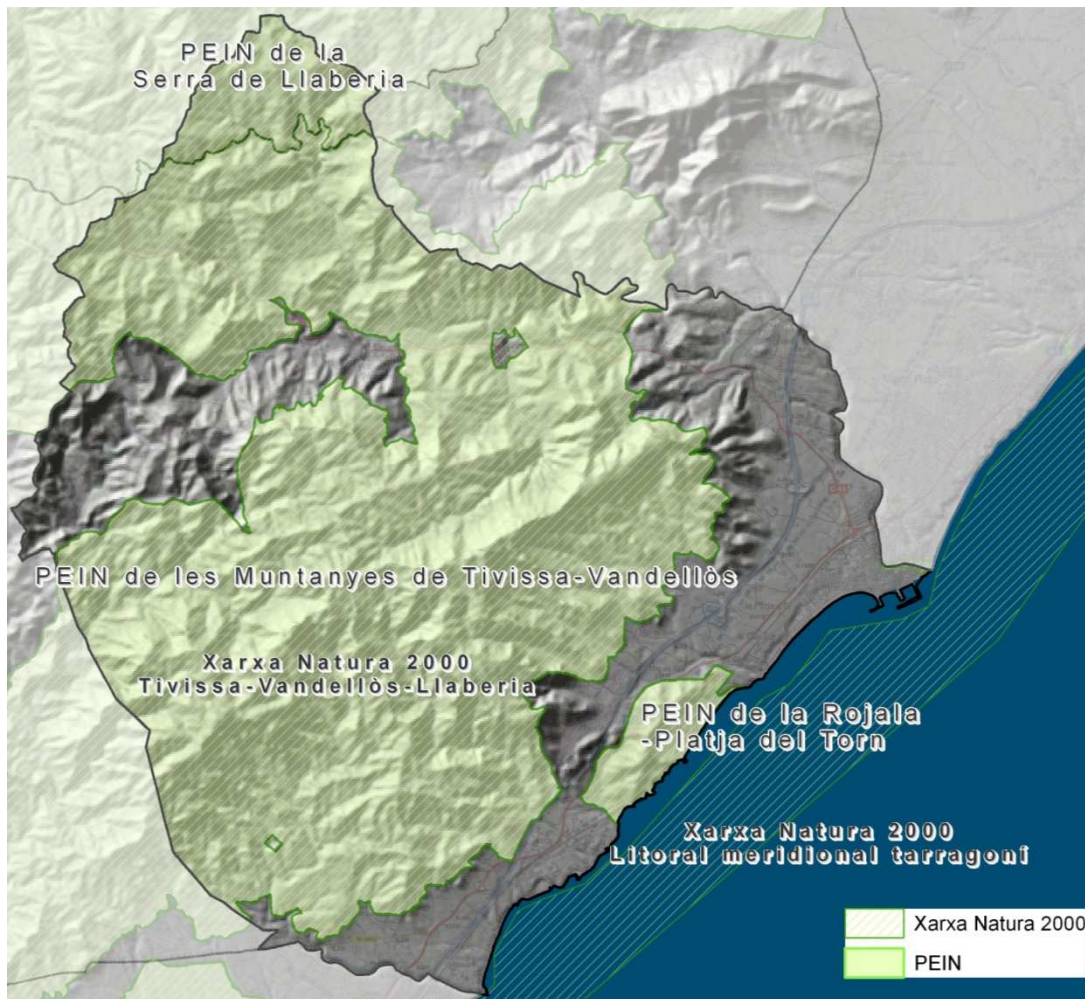 PEIN de la
Serra de Llaberia
PEIN de les Muntanyes de Tivissa-Vandellòs
Xarxa Natura 2000
Tivissa-Vandellòs-Llaberia
PEIN de la Rojala
-Platja del Torn
Xarxa Natura 2000
Litoral meridional tarragoní
Xarxa Natura 2000
PEIN